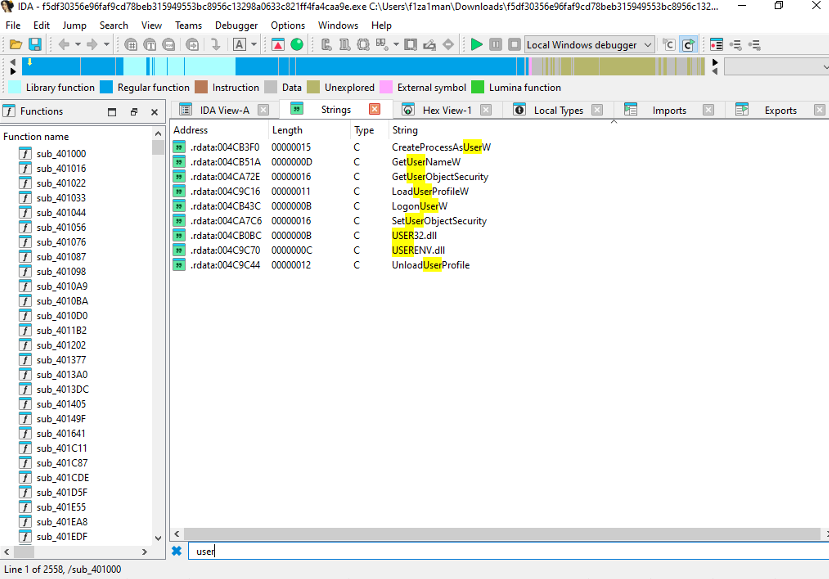 IDA - f5df30356e96faf9cd78beb315949553bc8956c13298a0633c821ff4fa4caa9e.exe C:\Users\f1za1man\Downloads\f5df30356e96faf9cd78beb315949553bc8956c132...
File Edit Jump Search View Teams Debugger Options Windows Help
Local Windows debugger
Library function Regular function Instruction Data Unexplored External symbol Lumina function
Functions IDA View-A Strings Hex View-1 Local Types Imports Exports
Function name
Address Length Type String
.rdata:004CB3F0 00000015 C CreateProcessAsUserW
.rdata:004CB51A 0000000D C GetUserNameW
.rdata:004CA72E 00000016 C GetUserObjectSecurity
.rdata:004C9C16 00000011 C LoadUserProfileW
.rdata:004CB43C 0000000B C LogonUserW
.rdata:004CA7C6 00000016 C SetUserObjectSecurity
.rdata:004CB0BC 0000000B C USER32.dll
.rdata:004C9C70 0000000C C USERENV.dll
.rdata:004C9C44 00000012 C UnloadUserProfile
sub_401000
sub_401016
sub_401022
sub_401033
sub_401044
sub_401056
sub_401076
sub_401087
sub_401098
sub_4010A9
sub_4010BA
sub_4010D0
sub_4011B2
sub_401202
sub_401377
sub_4013A0
sub_4013DC
sub_401405
sub_40149F
sub_401641
sub_401C11
sub_401C87
sub_401CDE
sub_401D5F
sub_401E55
sub_401EA8
sub_401EDF
user
Line 1 of 2558, /sub_401000